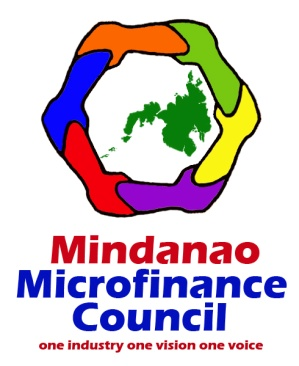 Mindanao
Microfinance
Council
one industry one vision one voice